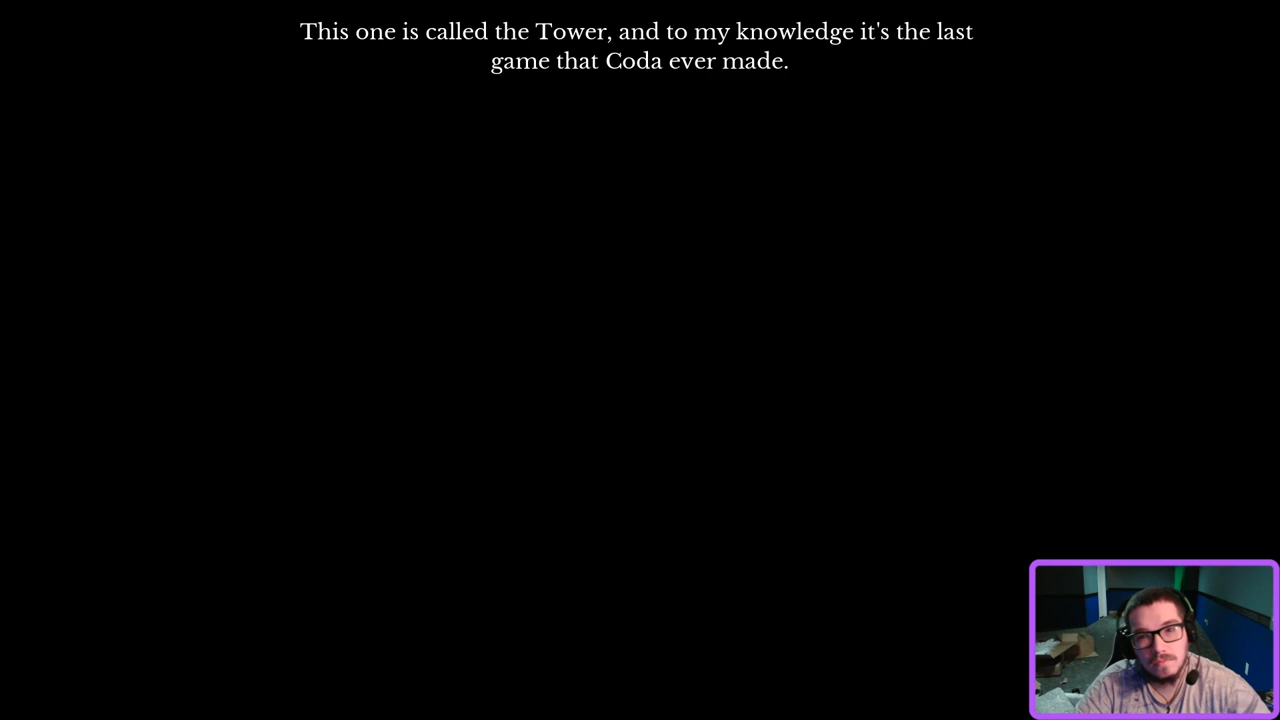 This one is called the Tower, and to my knowledge it's the last
game that Coda ever made.